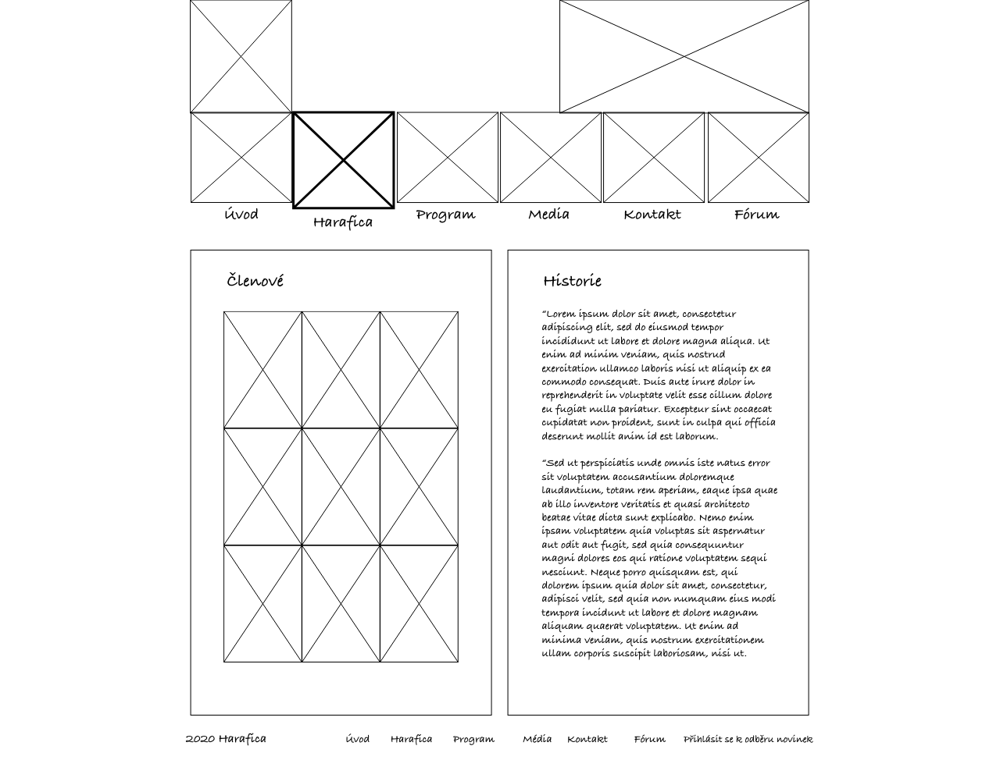 Úvod
Harafica
Program
Media
Kontakt
Fórum
Členové
Historie
“Lorem ipsum dolor sit amet, consectetur
adipiscing elit, sed do eiusmod tempor
incididunt ut labore et dolore magna aliqua. Ut
enim ad minim veniam, quis nostrud
exercitation ullamco laboris nisi ut aliquip ex ea
commodo consequat. Duis aute irure dolor in
reprehenderit in voluptate velit esse cillum dolore
eu fugiat nulla pariatur. Excepteur sint occaecat
cupidatat non proident, sunt in culpa qui officia
deserunt mollit anim id est laborum.
“Sed ut perspiciatis unde omnis iste natus error
sit voluptatem accusantium doloremque
laudantium, totam rem aperiam, eaque ipsa quae
ab illo inventore veritatis et quasi architecto
beatae vitae dicta sunt explicabo. Nemo enim
ipsam voluptatem quia voluptas sit aspernatur
aut odit aut fugit, sed quia consequuntur
magni dolores eos qui ratione voluptatem sequi
nesciunt. Neque porro quisquam est, qui
dolorem ipsum quia dolor sit amet, consectetur,
adipisci velit, sed quia non numquam eius modi
tempora incidunt ut labore et dolore magnam
aliquam quaerat voluptatem. Ut enim ad
minima veniam, quis nostrum exercitationem
ullam corporis suscipit laboriosam, nisi ut.
2020 Harafica
Úvod
Harafica
Program
Média
Kontakt
Fórum
Přihlásit se k odběru novinek